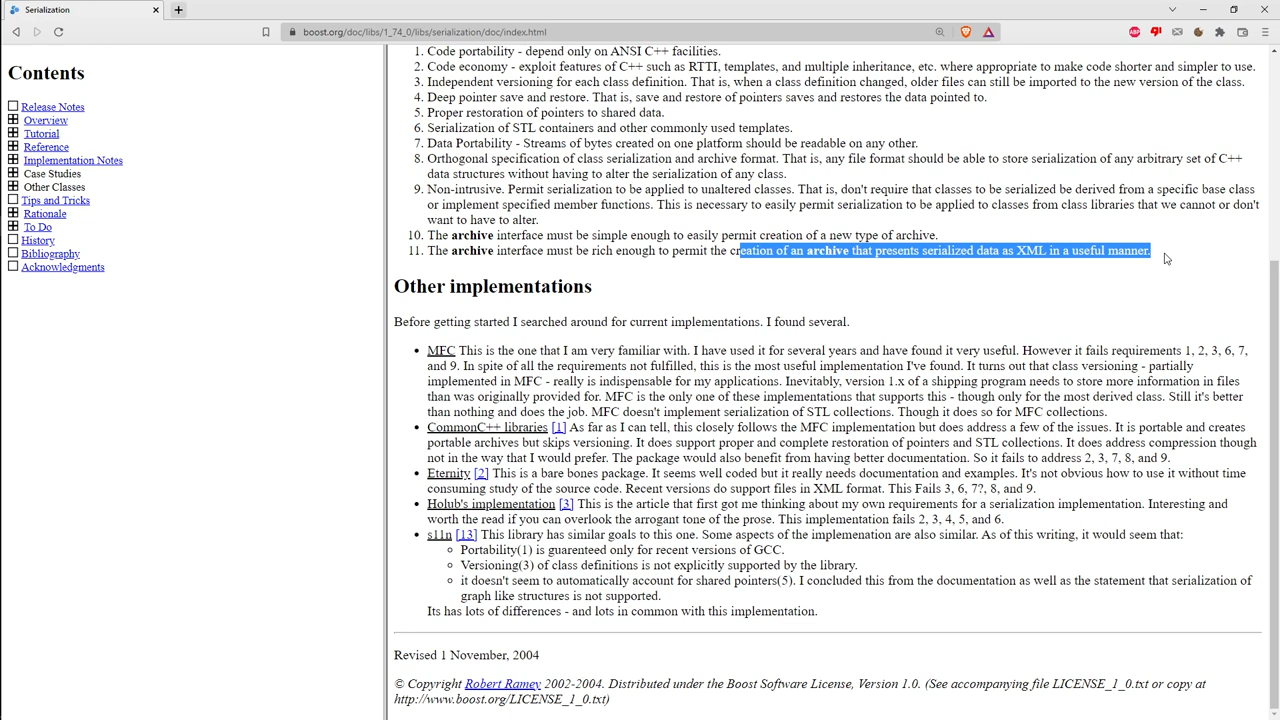 Serialization
boost.org/doc/libs/1_74_0/libs/serialization/doc/index.html
Contents
Release Notes
Overview
Tutorial
Reference
Implementation Notes
Case Studies
Other Classes
Tips and Tricks
Rationale
To Do
History
Bibliography
Acknowledgments
1. Code portability - depend only on ANSI C++ facilities.
2. Code economy - exploit features of C++ such as RTTI, templates, and multiple inheritance, etc. where appropriate to make code shorter and simpler to use.
3. Independent versioning for each class definition. That is, when a class definition changed, older files can still be imported to the new version of the class.
4. Deep pointer save and restore. That is, save and restore of pointers saves and restores the data pointed to.
5. Proper restoration of pointers to shared data.
6. Serialization of STL containers and other commonly used templates.
7. Data Portability - Streams of bytes created on one platform should be readable on any other.
8. Orthogonal specification of class serialization and archive format. That is, any file format should be able to store serialization of any arbitrary set of C++
data structures without having to alter the serialization of any class.
9. Non-intrusive. Permit serialization to be applied to unaltered classes. That is, don't require that classes to be serialized be derived from a specific base class
or implement specified member functions. This is necessary to easily permit serialization to be applied to classes from class libraries that we cannot or don't
want to have to alter.
10. The archive interface must be simple enough to easily permit creation of a new type of archive.
11. The archive interface must be rich enough to permit the creation of an archive that presents serialized data as XML in a useful manner.
Other implementations
Before getting started I searched around for current implementations. I found several.
• MFC This is the one that I am very familiar with. I have used it for several years and have found it very useful. However it fails requirements 1, 2, 3, 6, 7,
and 9. In spite of all the requirements not fulfilled, this is the most useful implementation I've found. It turns out that class versioning - partially
implemented in MFC - really is indispensable for my applications. Inevitably, version 1.x of a shipping program needs to store more information in files
than was originally provided for. MFC is the only one of these implementations that supports this - though only for the most derived class. Still it's better
than nothing and does the job. MFC doesn't implement serialization of STL collections. Though it does so for MFC collections.
• CommonC++ libraries [1] As far as I can tell, this closely follows the MFC implementation but does address a few of the issues. It is portable and creates
portable archives but skips versioning. It does support proper and complete restoration of pointers and STL collections. It does address compression though
not in the way that I would prefer. The package would also benefit from having better documentation. So it fails to address 2, 3, 7, 8, and 9.
• Eternity [2] This is a bare bones package. It seems well coded but it really needs documentation and examples. It's not obvious how to use it without time
consuming study of the source code. Recent versions do support files in XML format. This Fails 3, 6, 7?, 8, and 9.
• Holub's implementation [3] This is the article that first got me thinking about my own requirements for a serialization implementation. Interesting and
worth the read if you can overlook the arrogant tone of the prose. This implementation fails 2, 3, 4, 5, and 6.
• s11n [13] This library has similar goals to this one. Some aspects of the implemenation are also similar. As of this writing, it would seem that:
Portability(1) is guarenteed only for recent versions of GCC.
Versioning(3) of class definitions is not explicitly supported by the library.
it doesn't seem to automatically account for shared pointers(5). I concluded this from the documentation as well as the statement that serialization of
graph like structures is not supported.
Its has lots of differences - and lots in common with this implementation.
Revised 1 November, 2004
© Copyright Robert Ramey 2002-2004. Distributed under the Boost Software License, Version 1.0. (See accompanying file LICENSE_1_0.txt or copy at
http://www.boost.org/LICENSE_1_0.txt)